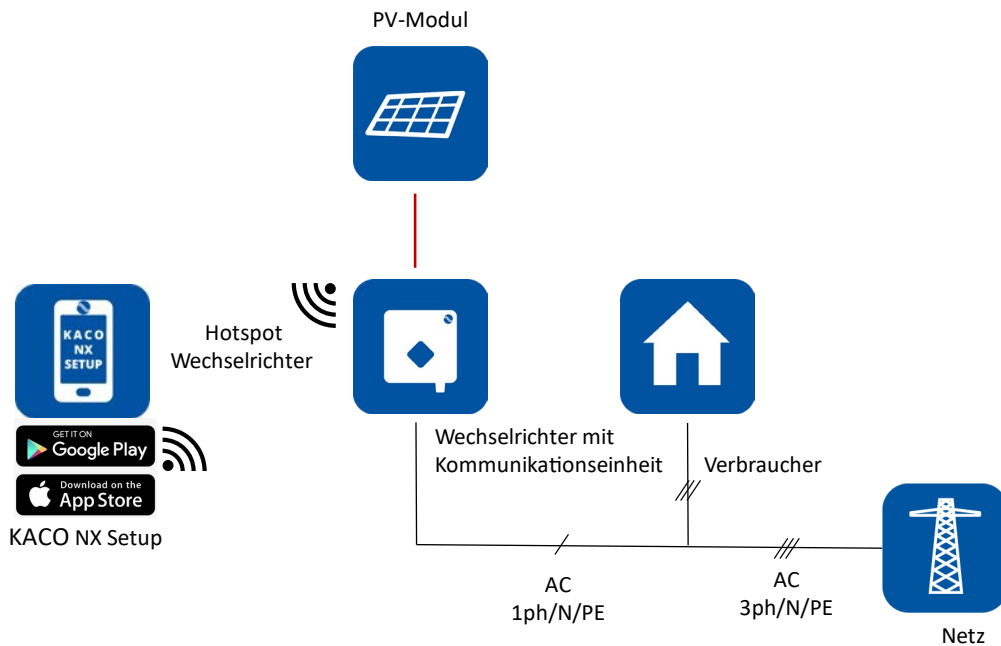 PV-Modul
KACO
NX
SETUP
Hotspot
Wechselrichter
GET IT ON
Google Play
Download on the
App Store
KACO NX Setup
Wechselrichter mit
Kommunikationseinheit
Verbraucher
AC
1ph/N/PE
AC
3ph/N/PE
Netz